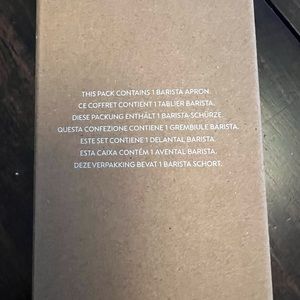 THIS PACK CONTAINS 1 BARISTA APRON.
CE COFFRET CONTIENT 1 TABLIER BARISTA.
DIESE PACKUNG ENTHÄLT 1 BARISTA-SCHÜRZE.
QUESTA CONFEZIONE CONTIENE 1 GREMBIULE BARISTA.
ESTE SET CONTIENE 1 DELANTAL BARISTA.
ESTA CAIXA CONTÉM 1 AVENTAL BARISTA.
DEZE VERPAKKING BEVAT 1 BARISTA SCHORT.